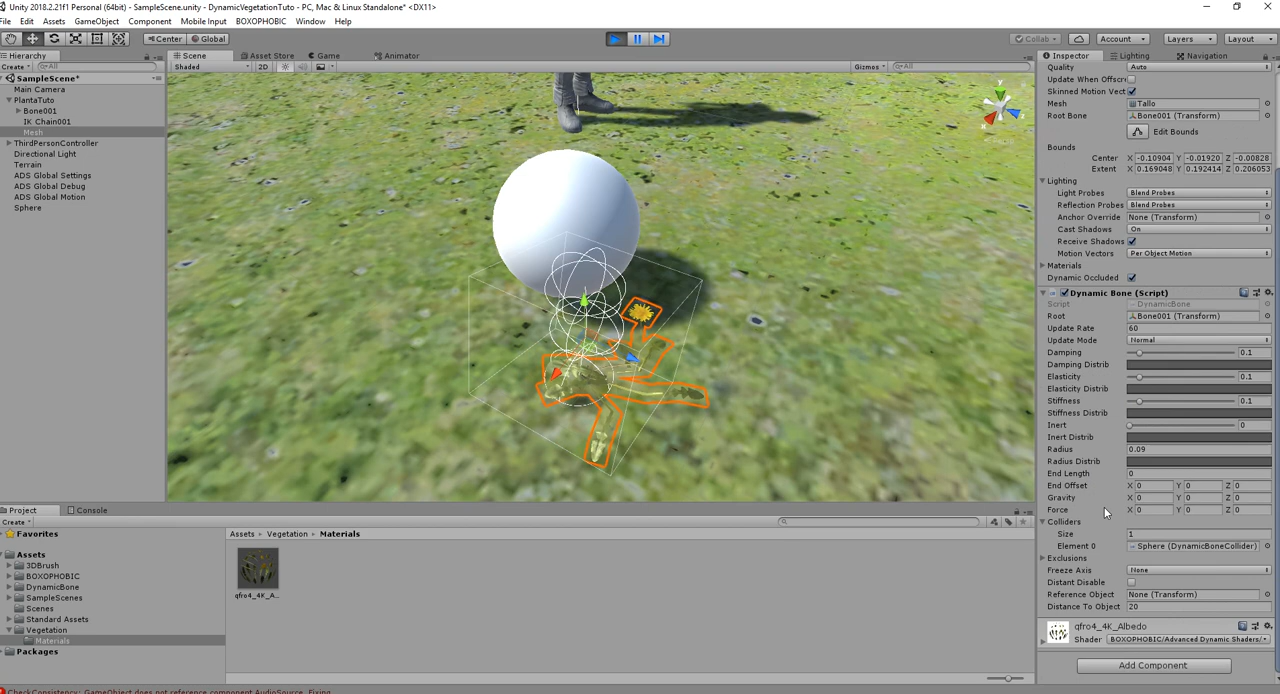 Unity 2018.2.21f1 Personal (64bit) - SampleScene.unity - DynamicVegetationTuto - PC, Mac & Linux Standalone* <DX11>
File Edit Assets GameObject Component Mobile Input BOXOPHOBIC Window Help
Center Global Collab Account Layers Layout
Hierarchy
Create All
SampleScene*
Main Camera
PlantaTuto
Bone001
IK Chain001
Mesh
ThirdPersonController
Directional Light
Terrain
ADS Global Settings
ADS Global Debug
ADS Global Motion
Sphere
Scene Asset Store Game Animator
Shaded 2D Gizmos All
y
x
z
Inspector Lighting Navigation
Quality Auto
Update When Offscr
Skinned Motion Vect
Mesh Tallo
Root Bone Bone001 (Transform)
Edit Bounds
Bounds
Center X -0.10904 Y -0.01920 Z -0.00828
Extent X 0.169048 Y 0.192414 Z 0.206053
Lighting
Light Probes Blend Probes
Reflection Probes Blend Probes
Anchor Override None (Transform)
Cast Shadows On
Receive Shadows
Motion Vectors Per Object Motion
Materials
Dynamic Occluded
Dynamic Bone (Script)
Script DynamicBone
Root Bone001 (Transform)
Update Rate 60
Update Mode Normal
Damping 0.1
Damping Distrib
Elasticity 0.1
Elasticity Distrib
Stiffness 0.1
Stiffness Distrib
Inert 0
Inert Distrib
Radius 0.09
Radius Distrib
End Length 0
End Offset X 0 Y 0 Z 0
Gravity X 0 Y 0 Z 0
Force X 0 Y 0 Z 0
Colliders
Size 1
Element 0 Sphere (DynamicBoneCollider)
Exclusions
Freeze Axis None
Distant Disable
Reference Object None (Transform)
Distance To Object 20
qfro4_4K_Albedo
Shader BOXOPHOBIC/Advanced Dynamic Shaders/
Add Component
Project Console
Create
Favorites
Assets
3DBrush
BOXOPHOBIC
DynamicBone
SampleScenes
Scenes
Standard Assets
Vegetation
Materials
Packages
Assets Vegetation Materials
qfro4_4K_A...
CheckConsistency: GameObject does not reference component AudioSource. Fixing.